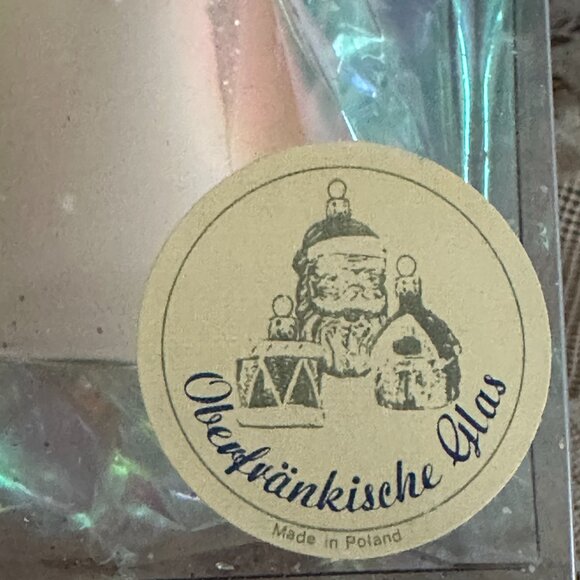 Oberfränkische Glas
Made in Poland